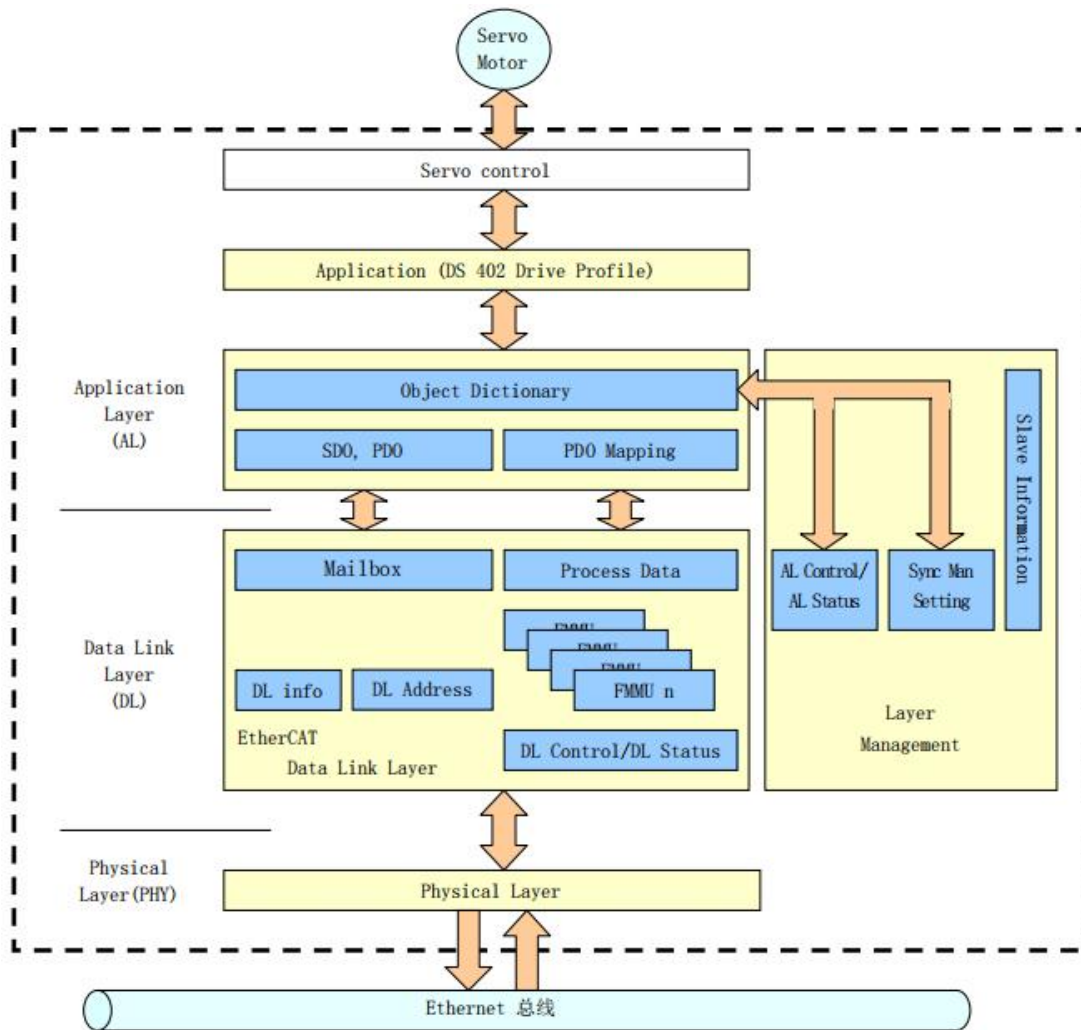 Servo
Motor
Servo control
Application (DS 402 Drive Profile)
Application
Layer
(AL)
Object Dictionary
SDO, PDO
PDO Mapping
Slave Information
Mailbox
Process Data
AL Control/
AL Status
Sync Man
Setting
Data Link
Layer
(DL)
FMMU
FMMU
FMMU
FMMU n
DL info
DL Address
EtherCAT
Data Link Layer
DL Control/DL Status
Layer
Management
Physical
Layer(PHY)
Physical Layer
Ethernet 总线